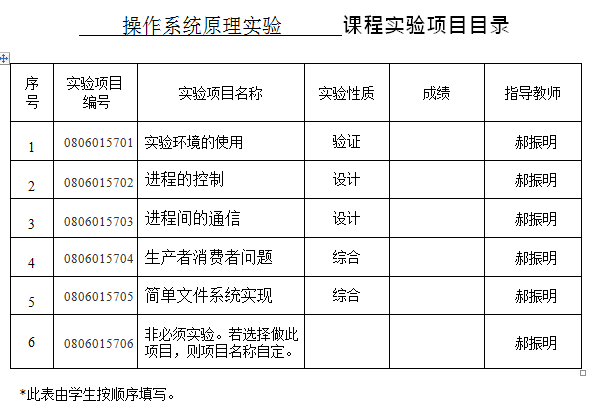 操作系统原理实验 课程实验项目目录
序号 实验项目编号 实验项目名称 实验性质 成绩 指导教师
1 0806015701 实验环境的使用 验证 郝振明
2 0806015702 进程的控制 设计 郝振明
3 0806015703 进程间的通信 设计 郝振明
4 0806015704 生产者消费者问题 综合 郝振明
5 0806015705 简单文件系统实现 综合 郝振明
6 0806015706 非必须实验。若选择做此项目，则项目名称自定。 郝振明
*此表由学生按顺序填写。